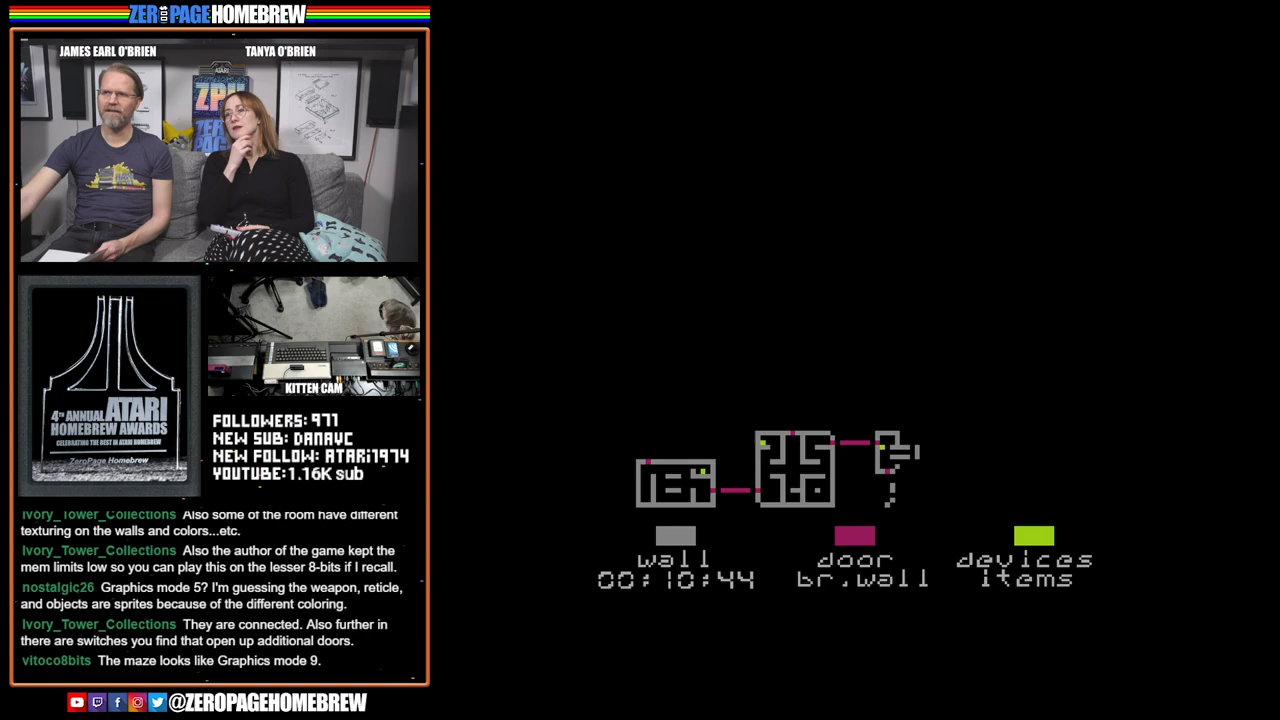 ZEROPAGE HOMEBREW
JAMES EARL O'BRIEN
TANYA O'BRIEN
ATARI
ZPH
ZERO
PAGE
4TH ANNUAL ATARI
HOMEBREW AWARDS
CELEBRATING THE BEST IN ATARI HOMEBREW
ZeroPage Homebrew
KITTEN CAM
FOLLOWERS: 971
NEW SUB: DANAYC
NEW FOLLOW: ATARI1974
YOUTUBE: 1.16K sub
Ivory_Tower_Collections Also some of the room have different
texturing on the walls and colors...etc.
Ivory_Tower_Collections Also the author of the game kept the
mem limits low so you can play this on the lesser 8-bits if I recall.
nostalgic26 Graphics mode 5? I'm guessing the weapon, reticle,
and objects are sprites because of the different coloring.
Ivory_Tower_Collections They are connected. Also further in
there are switches you find that open up additional doors.
vitoco8bits The maze looks like Graphics mode 9.
@ZEROPAGEHOMEBREW
wall
door
devices
00:10:44
br.wall
items